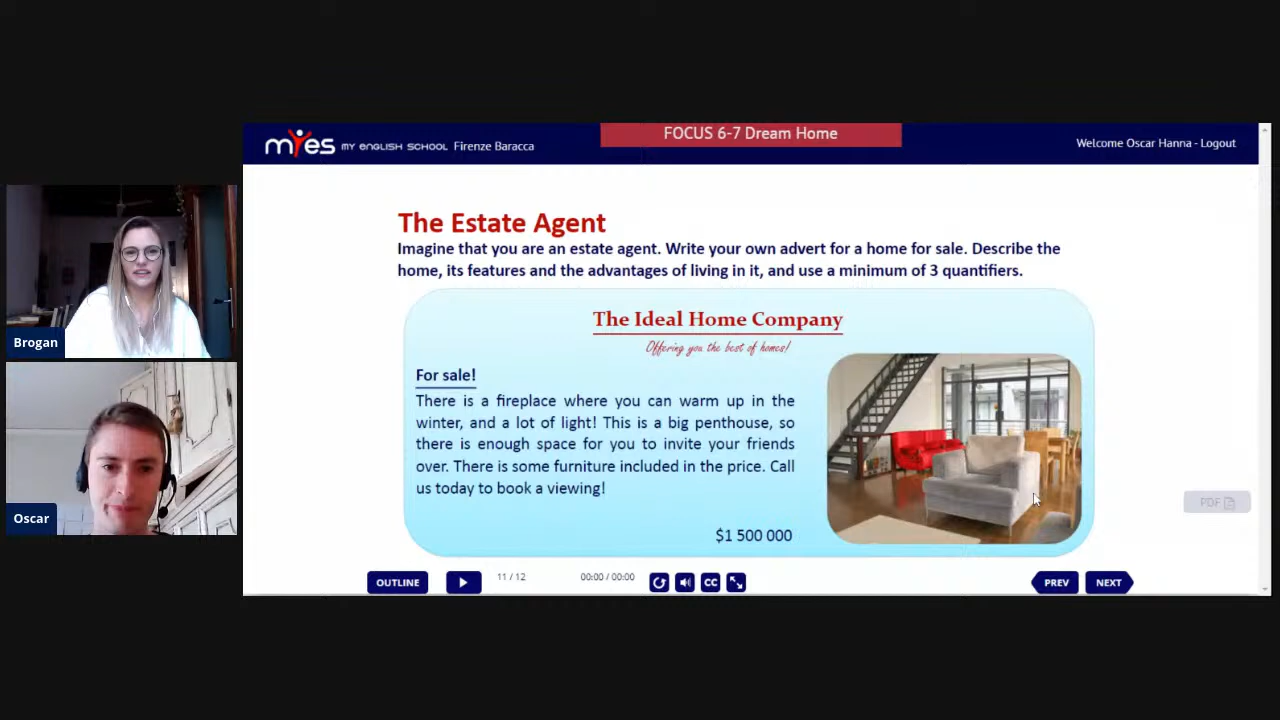 FOCUS 6-7 Dream Home
myes MY ENGLISH SCHOOL Firenze Baracca
Welcome Oscar Hanna - Logout
The Estate Agent
Imagine that you are an estate agent. Write your own advert for a home for sale. Describe the
home, its features and the advantages of living in it, and use a minimum of 3 quantifiers.
The Ideal Home Company
Offering you the best of homes!
For sale!
There is a fireplace where you can warm up in the
winter, and a lot of light! This is a big penthouse, so
there is enough space for you to invite your friends
over. There is some furniture included in the price. Call
us today to book a viewing!
$1 500 000
Brogan
Oscar
PDF
OUTLINE
11 / 12
00:00 / 00:00
CC
PREV
NEXT